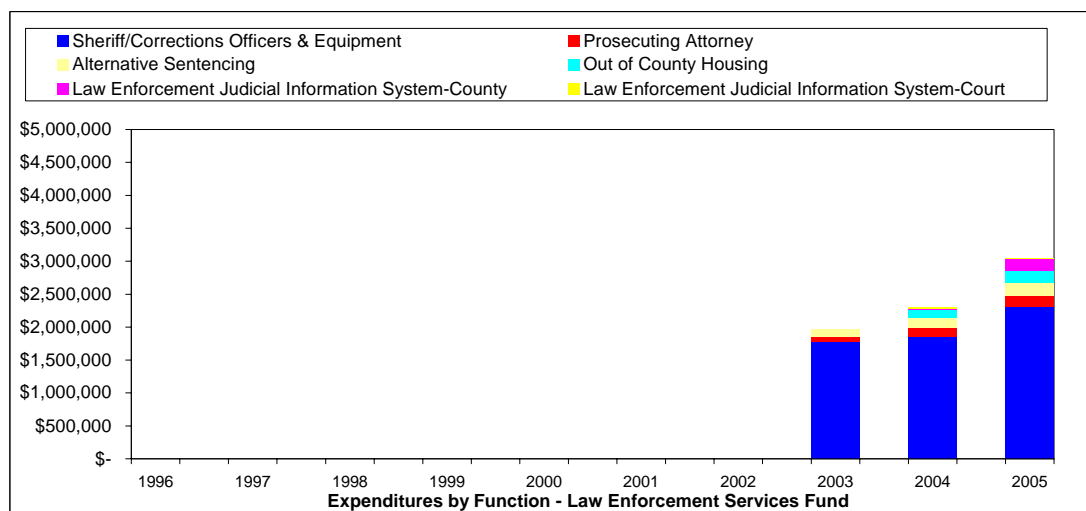 Sheriff/Corrections Officers & Equipment Prosecuting Attorney
Alternative Sentencing Out of County Housing
Law Enforcement Judicial Information System-County Law Enforcement Judicial Information System-Court
$5,000,000
$4,500,000
$4,000,000
$3,500,000
$3,000,000
$2,500,000
$2,000,000
$1,500,000
$1,000,000
$500,000
$-
1996 1997 1998 1999 2000 2001 2002 2003 2004 2005
Expenditures by Function - Law Enforcement Services Fund